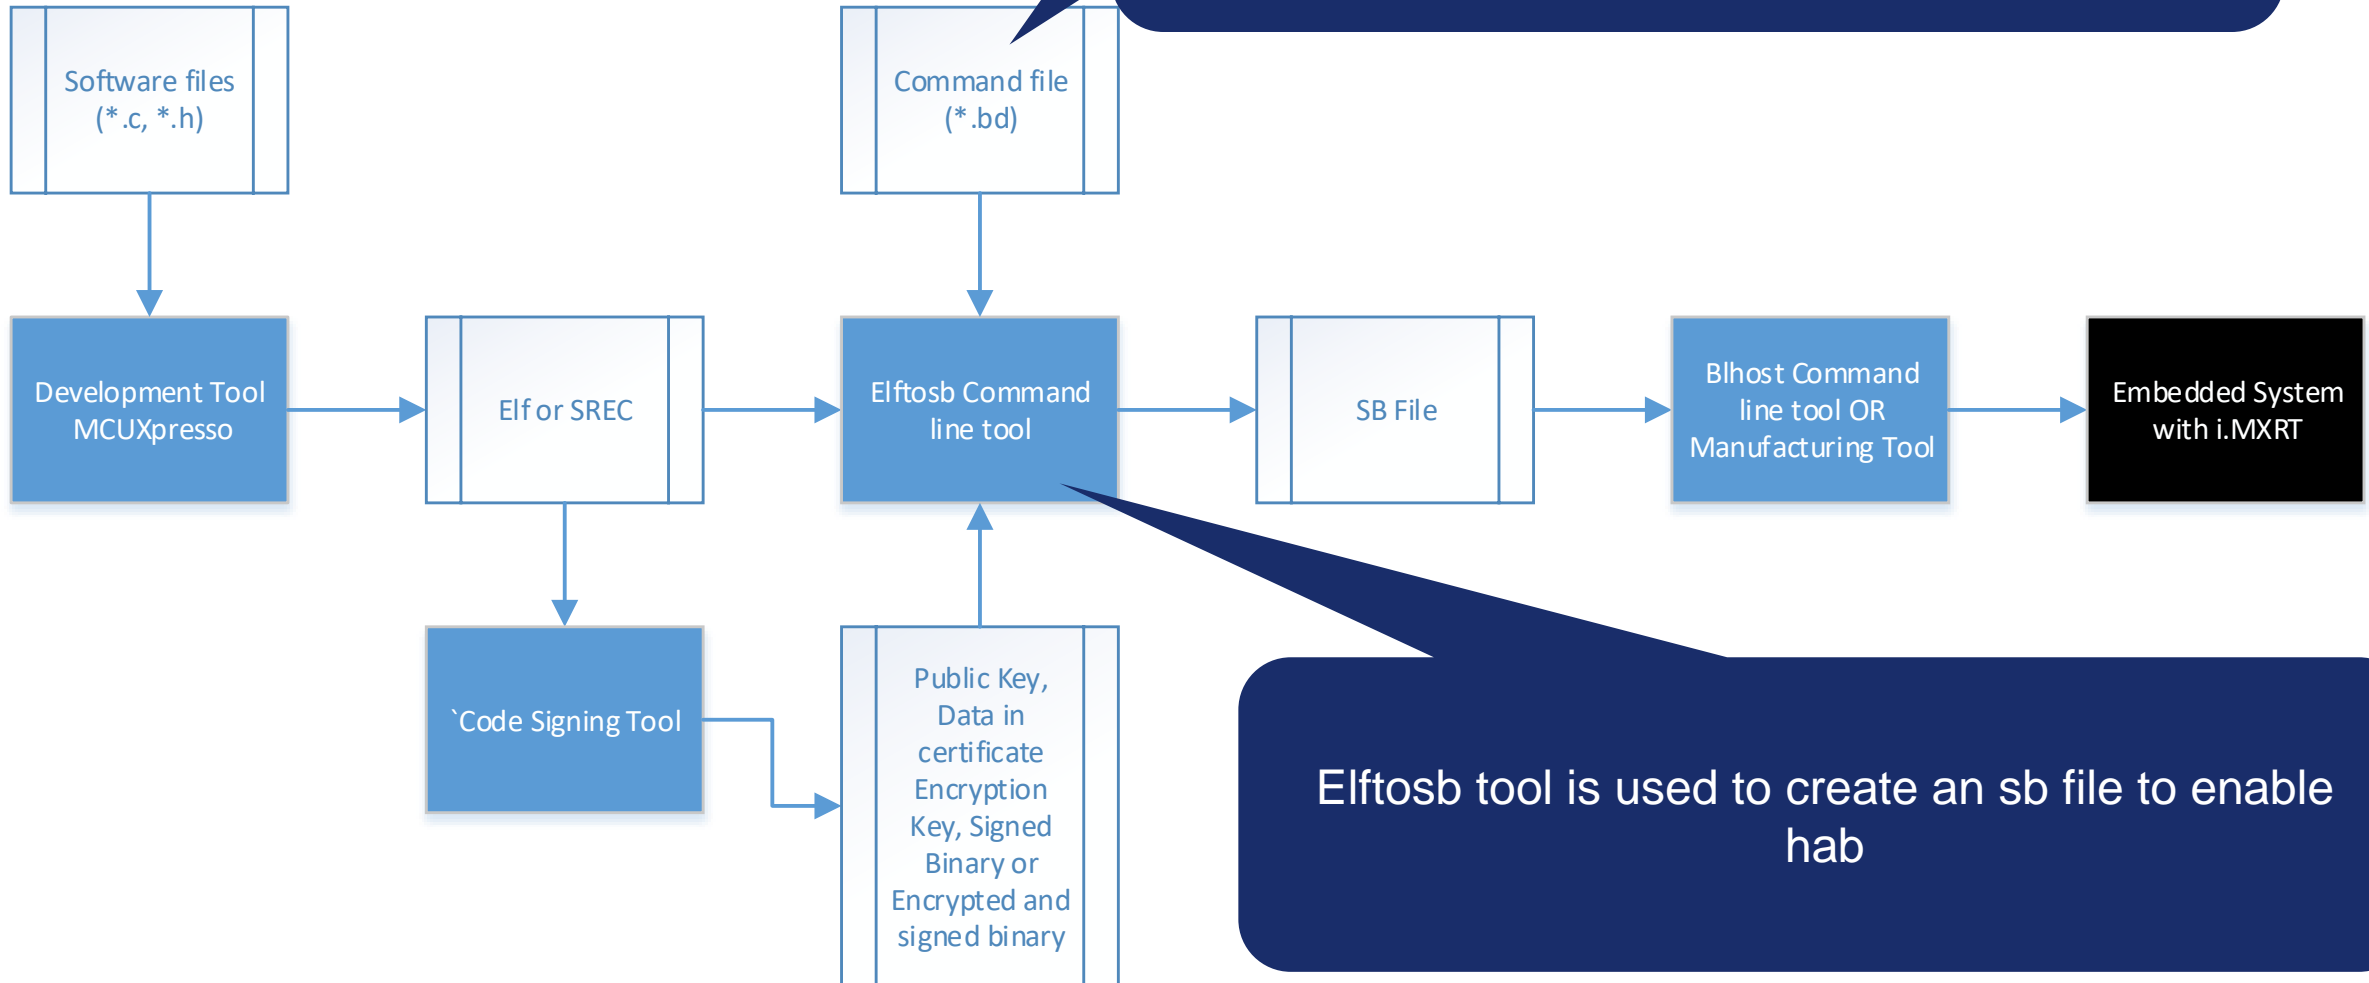 Software files
(*.c, *.h)
Command file
(*.bd)
Development Tool
MCUXpresso
Elf or SREC
Elftosb Command
line tool
SB File
Blhost Command
line tool OR
Manufacturing Tool
Embedded System
with i.MXRT
`Code Signing Tool
Public Key,
Data in
certificate
Encryption
Key, Signed
Binary or
Encrypted and
signed binary
Elftosb tool is used to create an sb file to enable
hab